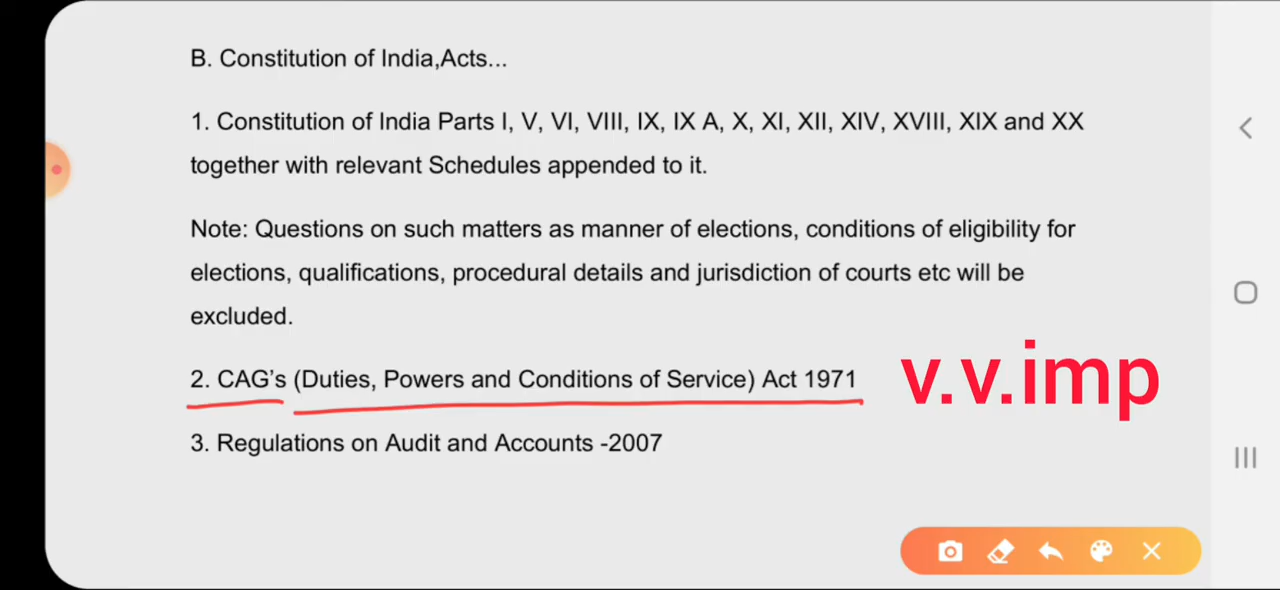 B. Constitution of India,Acts...
1. Constitution of India Parts I, V, VI, VIII, IX, IX A, X, XI, XII, XIV, XVIII, XIX and XX
together with relevant Schedules appended to it.
Note: Questions on such matters as manner of elections, conditions of eligibility for
elections, qualifications, procedural details and jurisdiction of courts etc will be
excluded.
2. CAG’s (Duties, Powers and Conditions of Service) Act 1971
v.v.imp
3. Regulations on Audit and Accounts -2007